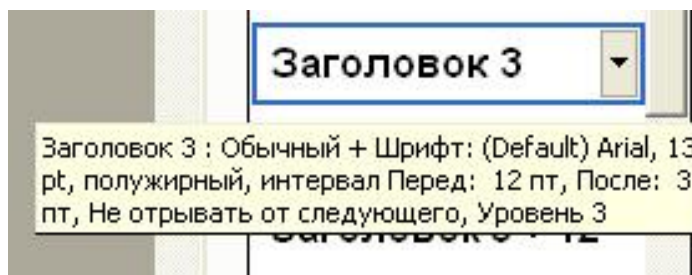 Заголовок 3
Заголовок 3 : Обычный + Шрифт: (Default) Arial, 13
pt, полужирный, интервал Перед: 12 пт, После: 3
пт, Не отрывать от следующего, Уровень 3